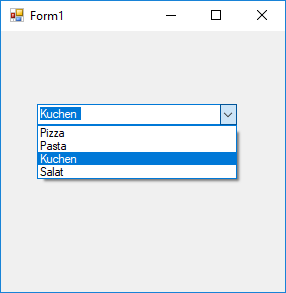 Form1
Kuchen
Pizza
Pasta
Kuchen
Salat